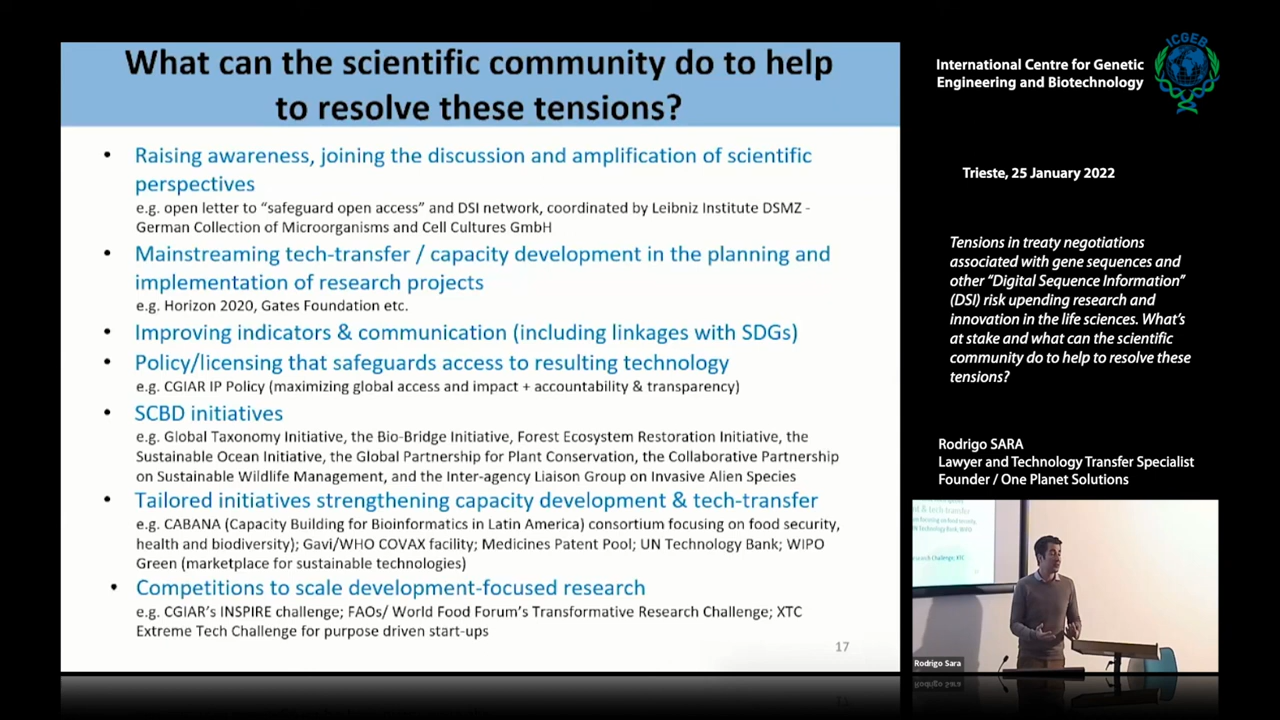 What can the scientific community do to help
to resolve these tensions?
• Raising awareness, joining the discussion and amplification of scientific
perspectives
e.g. open letter to “safeguard open access” and DSI network, coordinated by Leibniz Institute DSMZ -
German Collection of Microorganisms and Cell Cultures GmbH
• Mainstreaming tech-transfer / capacity development in the planning and
implementation of research projects
e.g. Horizon 2020, Gates Foundation etc.
• Improving indicators & communication (including linkages with SDGs)
• Policy/licensing that safeguards access to resulting technology
e.g. CGIAR IP Policy (maximizing global access and impact + accountability & transparency)
• SCBD initiatives
e.g. Global Taxonomy Initiative, the Bio-Bridge Initiative, Forest Ecosystem Restoration Initiative, the
Sustainable Ocean Initiative, the Global Partnership for Plant Conservation, the Collaborative Partnership
on Sustainable Wildlife Management, and the Inter-agency Liaison Group on Invasive Alien Species
• Tailored initiatives strengthening capacity development & tech-transfer
e.g. CABANA (Capacity Building for Bioinformatics in Latin America) consortium focusing on food security,
health and biodiversity); Gavi/WHO COVAX facility; Medicines Patent Pool; UN Technology Bank; WIPO
Green (marketplace for sustainable technologies)
• Competitions to scale development-focused research
e.g. CGIAR’s INSPIRE challenge; FAOs/ World Food Forum’s Transformative Research Challenge; XTC
Extreme Tech Challenge for purpose driven start-ups
17
International Centre for Genetic
Engineering and Biotechnology
ICGEB
Trieste, 25 January 2022
Tensions in treaty negotiations
associated with gene sequences and
other “Digital Sequence Information”
(DSI) risk upending research and
innovation in the life sciences. What’s
at stake and what can the scientific
community do to help to resolve these
tensions?
Rodrigo SARA
Lawyer and Technology Transfer Specialist
Founder / One Planet Solutions
Rodrigo Sara